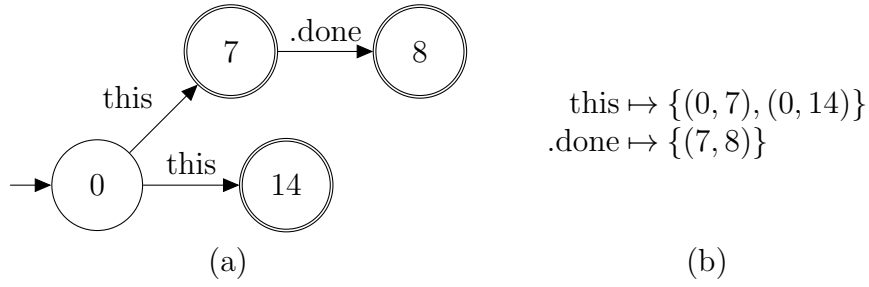 7
.done
8
this
0
this
14
(a)
this ↦ {(0, 7), (0, 14)}
.done ↦ {(7, 8)}
(b)